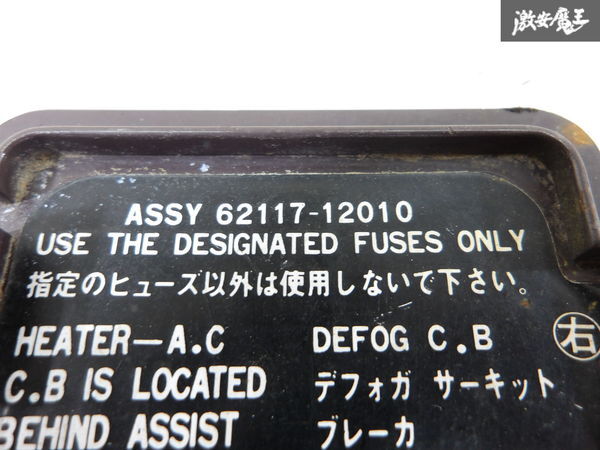 激安魔王
ASSY 62117-12010
USE THE DESIGNATED FUSES ONLY
指定のヒューズ以外は使用しないで下さい。
HEATER—A.C DEFOG C.B 右
C.B IS LOCATED デフォガ サーキット
BEHIND ASSIST ブレーカ